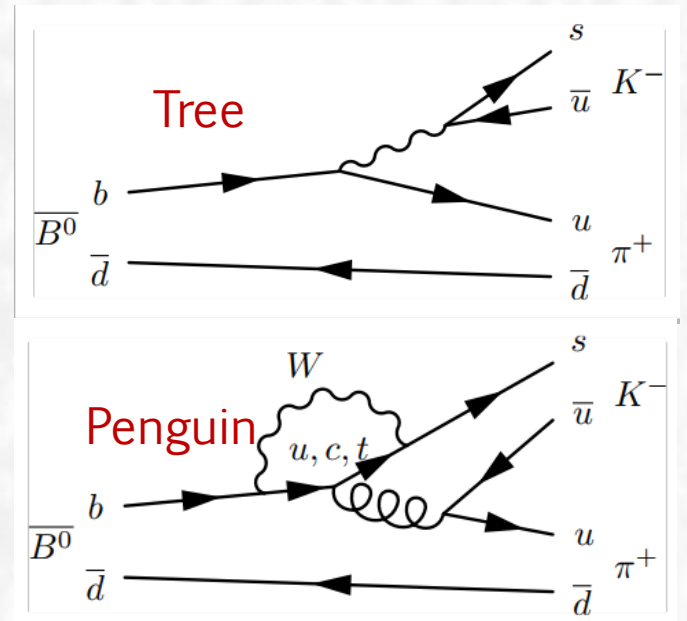 Tree
s
u̅ K⁻
b
B̅⁰
u
d̅
π⁺
d̅
Penguin
W
s
u̅ K⁻
u, c, t
b
B̅⁰
u
d̅
π⁺
d̅